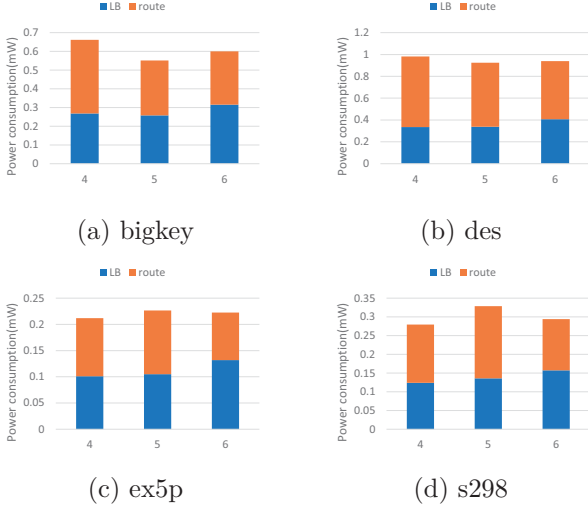 LB route
Power consumption(mW)
0.7
0.6
0.5
0.4
0.3
0.2
0.1
0
4 5 6
(a) bigkey
LB route
Power consumption(mW)
1.2
1
0.8
0.6
0.4
0.2
0
4 5 6
(b) des
LB route
Power consumption(mW)
0.25
0.2
0.15
0.1
0.05
0
4 5 6
(c) ex5p
LB route
Power consumption(mW)
0.35
0.3
0.25
0.2
0.15
0.1
0.05
0
4 5 6
(d) s298